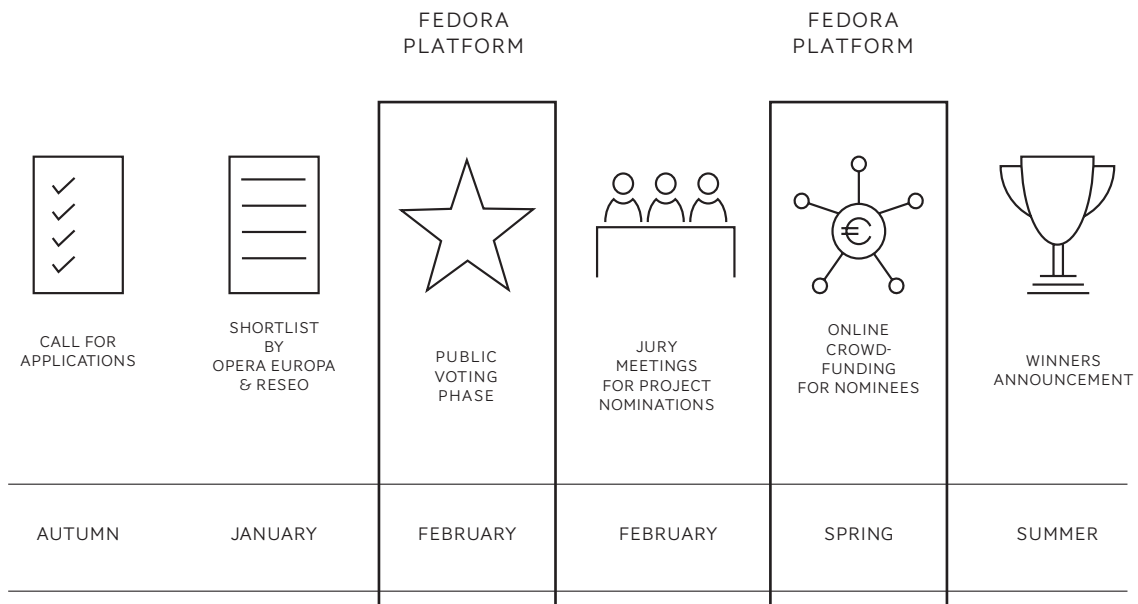 FEDORA
PLATFORM
FEDORA
PLATFORM
CALL FOR
APPLICATIONS
SHORTLIST
BY
OPERA EUROPA
& RESEO
PUBLIC
VOTING
PHASE
JURY
MEETINGS
FOR PROJECT
NOMINATIONS
ONLINE
CROWD-
FUNDING
FOR NOMINEES
WINNERS
ANNOUNCEMENT
AUTUMN
JANUARY
FEBRUARY
FEBRUARY
SPRING
SUMMER